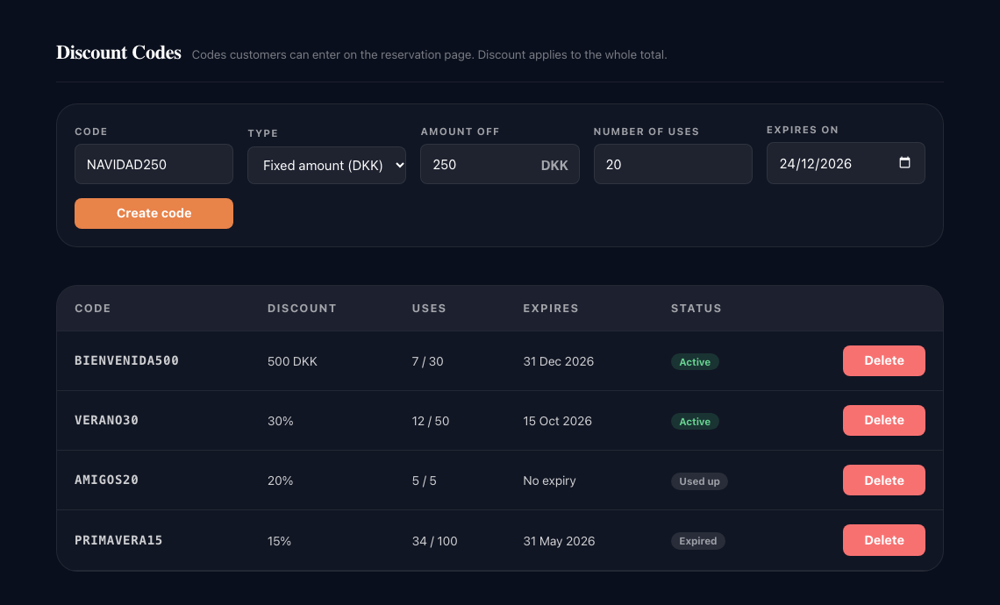 Discount Codes Codes customers can enter on the reservation page. Discount applies to the whole total.
CODE TYPE AMOUNT OFF NUMBER OF USES EXPIRES ON
NAVIDAD250 Fixed amount (DKK) 250 DKK 20 24/12/2026
Create code
CODE DISCOUNT USES EXPIRES STATUS
BIENVENIDA500 500 DKK 7 / 30 31 Dec 2026 Active Delete
VERANO30 30% 12 / 50 15 Oct 2026 Active Delete
AMIGOS20 20% 5 / 5 No expiry Used up Delete
PRIMAVERA15 15% 34 / 100 31 May 2026 Expired Delete